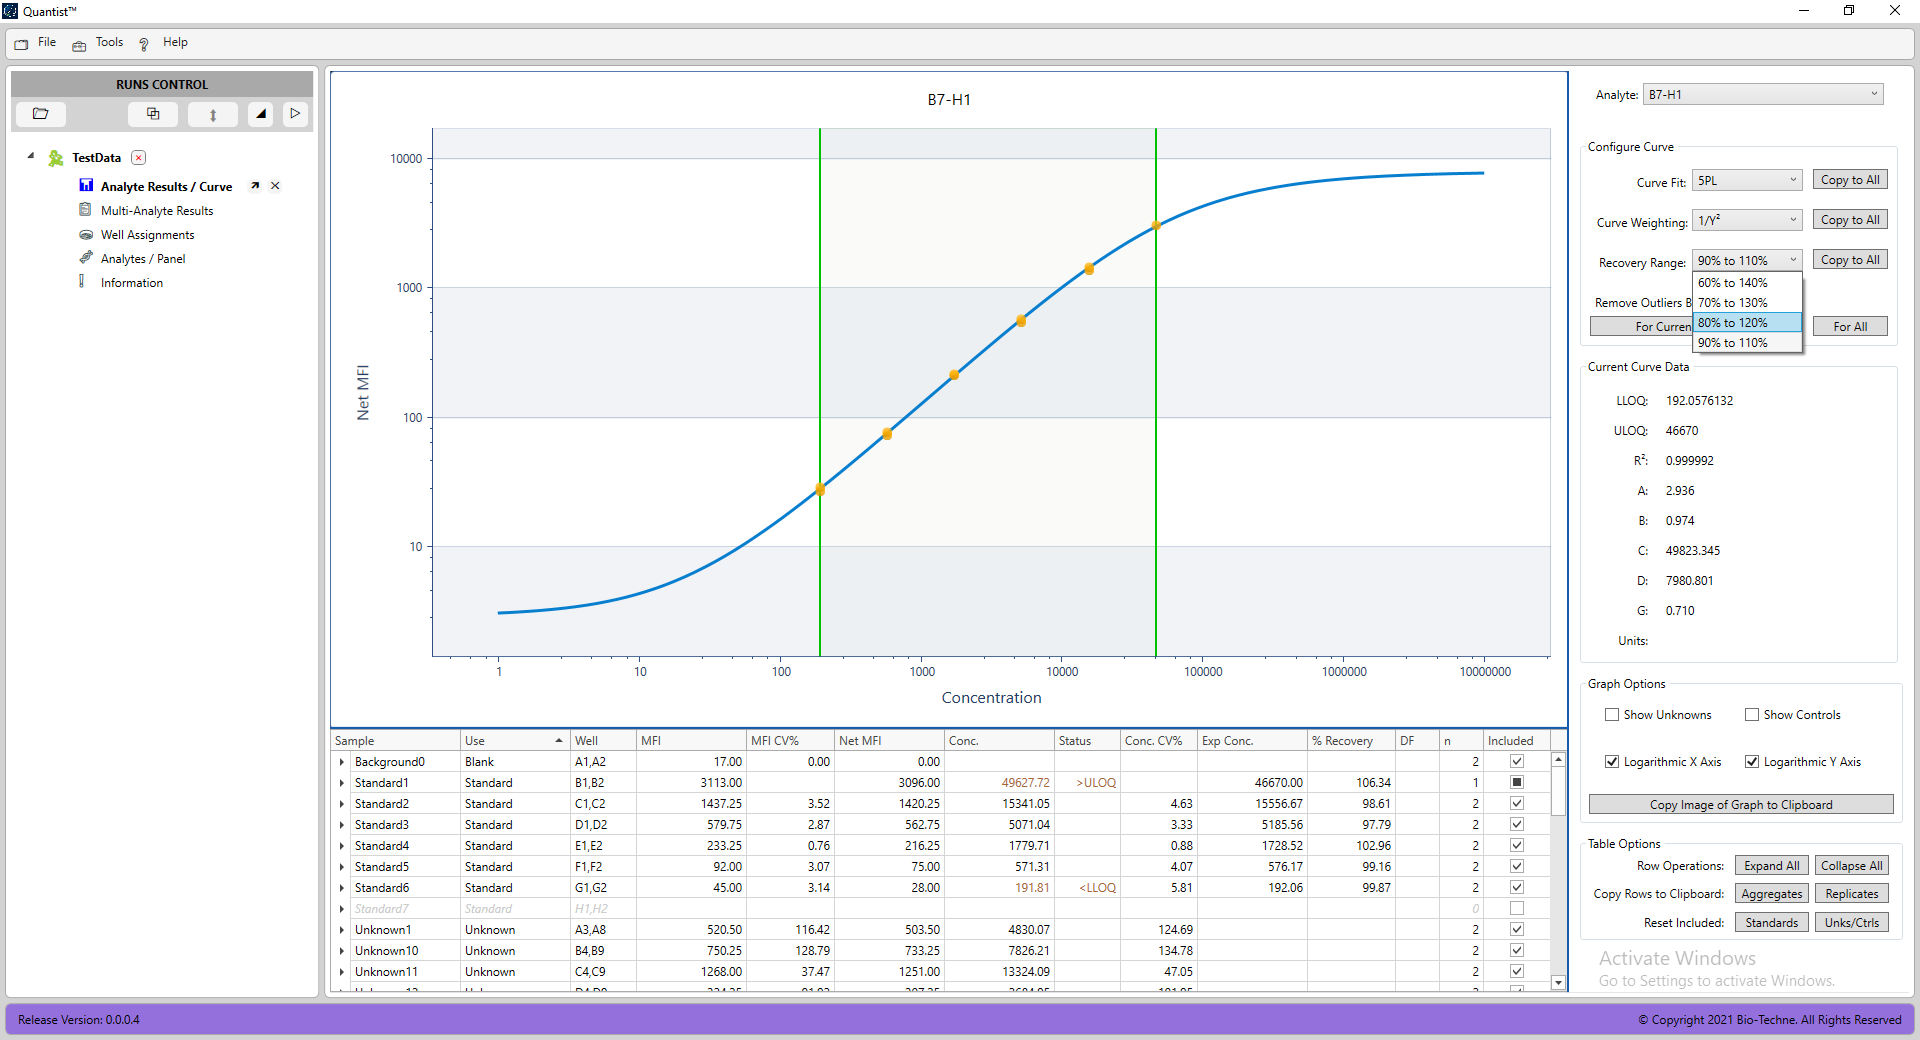 Quantist™
File Tools Help
RUNS CONTROL
TestData
Analyte Results / Curve
Multi-Analyte Results
Well Assignments
Analytes / Panel
Information
B7-H1
10000
1000
100
10
Net MFI
1 10 100 1000 10000 100000 1000000 10000000
Concentration
Analyte: B7-H1
Configure Curve
Curve Fit: 5PL Copy to All
Curve Weighting: 1/Y² Copy to All
Recovery Range: 90% to 110% Copy to All
60% to 140%
Remove Outliers B 70% to 130%
For Curren 80% to 120% For All
90% to 110%
Current Curve Data
LLOQ: 192.0576132
ULOQ: 46670
R²: 0.999992
A: 2.936
B: 0.974
C: 49823.345
D: 7980.801
G: 0.710
Units:
Graph Options
Show Unknowns Show Controls
Logarithmic X Axis Logarithmic Y Axis
Copy Image of Graph to Clipboard
Table Options
Row Operations: Expand All Collapse All
Copy Rows to Clipboard: Aggregates Replicates
Reset Included: Standards Unks/Ctrls
Sample Use Well MFI MFI CV% Net MFI Conc. Status Conc. CV% Exp Conc. % Recovery DF n Included
Background0 Blank A1,A2 17.00 0.00 0.00 2
Standard1 Standard B1,B2 3113.00 3096.00 49627.72 >ULOQ 46670.00 106.34 1
Standard2 Standard C1,C2 1437.25 3.52 1420.25 15341.05 4.63 15556.67 98.61 2
Standard3 Standard D1,D2 579.75 2.87 562.75 5071.04 3.33 5185.56 97.79 2
Standard4 Standard E1,E2 233.25 0.76 216.25 1779.71 0.88 1728.52 102.96 2
Standard5 Standard F1,F2 92.00 3.07 75.00 571.31 4.07 576.17 99.16 2
Standard6 Standard G1,G2 45.00 3.14 28.00 191.81 <LLOQ 5.81 192.06 99.87 2
Standard7 Standard H1,H2 0
Unknown1 Unknown A3,A8 520.50 116.42 503.50 4830.07 124.69 2
Unknown10 Unknown B4,B9 750.25 128.79 733.25 7826.21 134.78 2
Unknown11 Unknown C4,C9 1268.00 37.47 1251.00 13324.09 47.05 2
Activate Windows
Go to Settings to activate Windows.
Release Version: 0.0.0.4
© Copyright 2021 Bio-Techne. All Rights Reserved